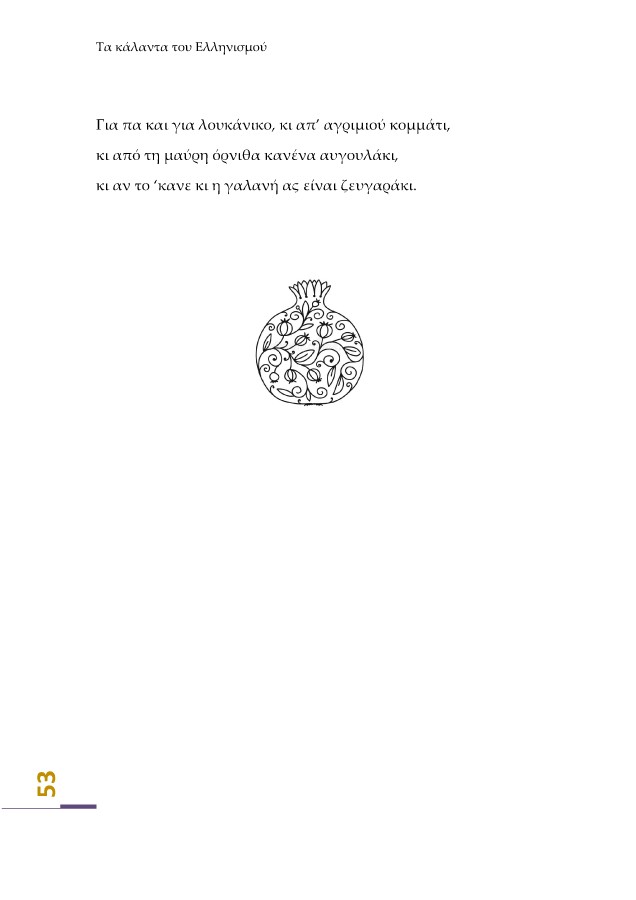 Τα κάλαντα του Ελληνισμού
Για πα και για λουκάνικο, κι απ’ αγριμιού κομμάτι,
κι από τη μαύρη όρνιθα κανένα αυγουλάκι,
κι αν το ‘κανε κι η γαλανή ας είναι ζευγαράκι.
53